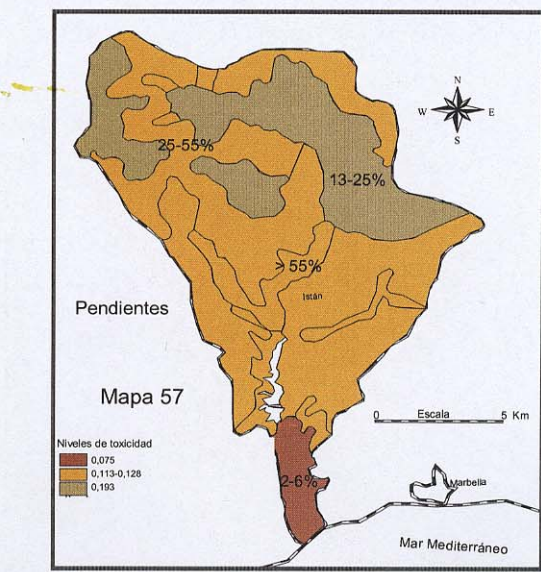 N
W E
S
25-55%
13-25%
> 55%
Istán
Pendientes
Mapa 57
0 Escala 5 Km
Niveles de toxicidad
0,075
0,113-0,128
0,193
2-6%
Marbella
Mar Mediterráneo